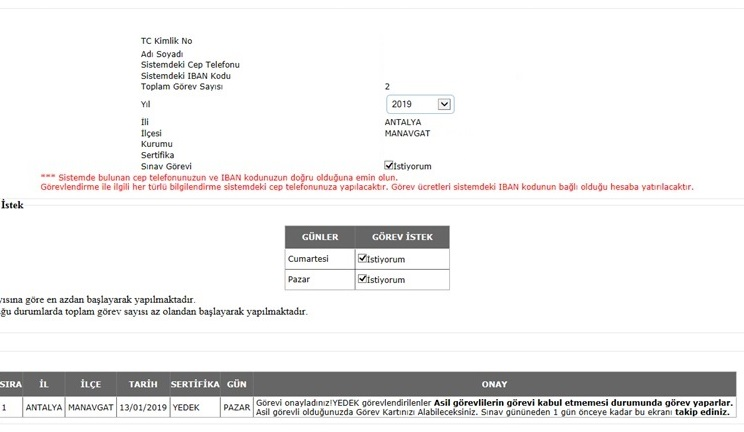 TC Kimlik No
Adı Soyadı
Sistemdeki Cep Telefonu
Sistemdeki IBAN Kodu
Toplam Görev Sayısı 2
Yıl 2019
İli ANTALYA
İlçesi MANAVGAT
Kurumu
Sertifika
Sınav Görevi İstiyorum
*** Sistemde bulunan cep telefonunuzun ve IBAN kodunuzun doğru olduğuna emin olun.
Görevlendirme ile ilgili her türlü bilgilendirme sistemdeki cep telefonunuza yapılacaktır. Görev ücretleri sistemdeki IBAN kodunun bağlı olduğu hesaba yatırılacaktır.
İstek
GÜNLER GÖREV İSTEK
Cumartesi İstiyorum
Pazar İstiyorum
yısına göre en azdan başlayarak yapılmaktadır.
ğu durumlarda toplam görev sayısı az olandan başlayarak yapılmaktadır.
SIRA İL İLÇE TARİH SERTİFİKA GÜN ONAY
1 ANTALYA MANAVGAT 13/01/2019 YEDEK PAZAR Görevi onayladınız!YEDEK görevlendirilenler Asil görevlilerin görevi kabul etmemesi durumunda görev yaparlar.
Asil görevli olduğunuzda Görev Kartınızı Alabileceksiniz. Sınav gününeden 1 gün önceye kadar bu ekranı takip ediniz.